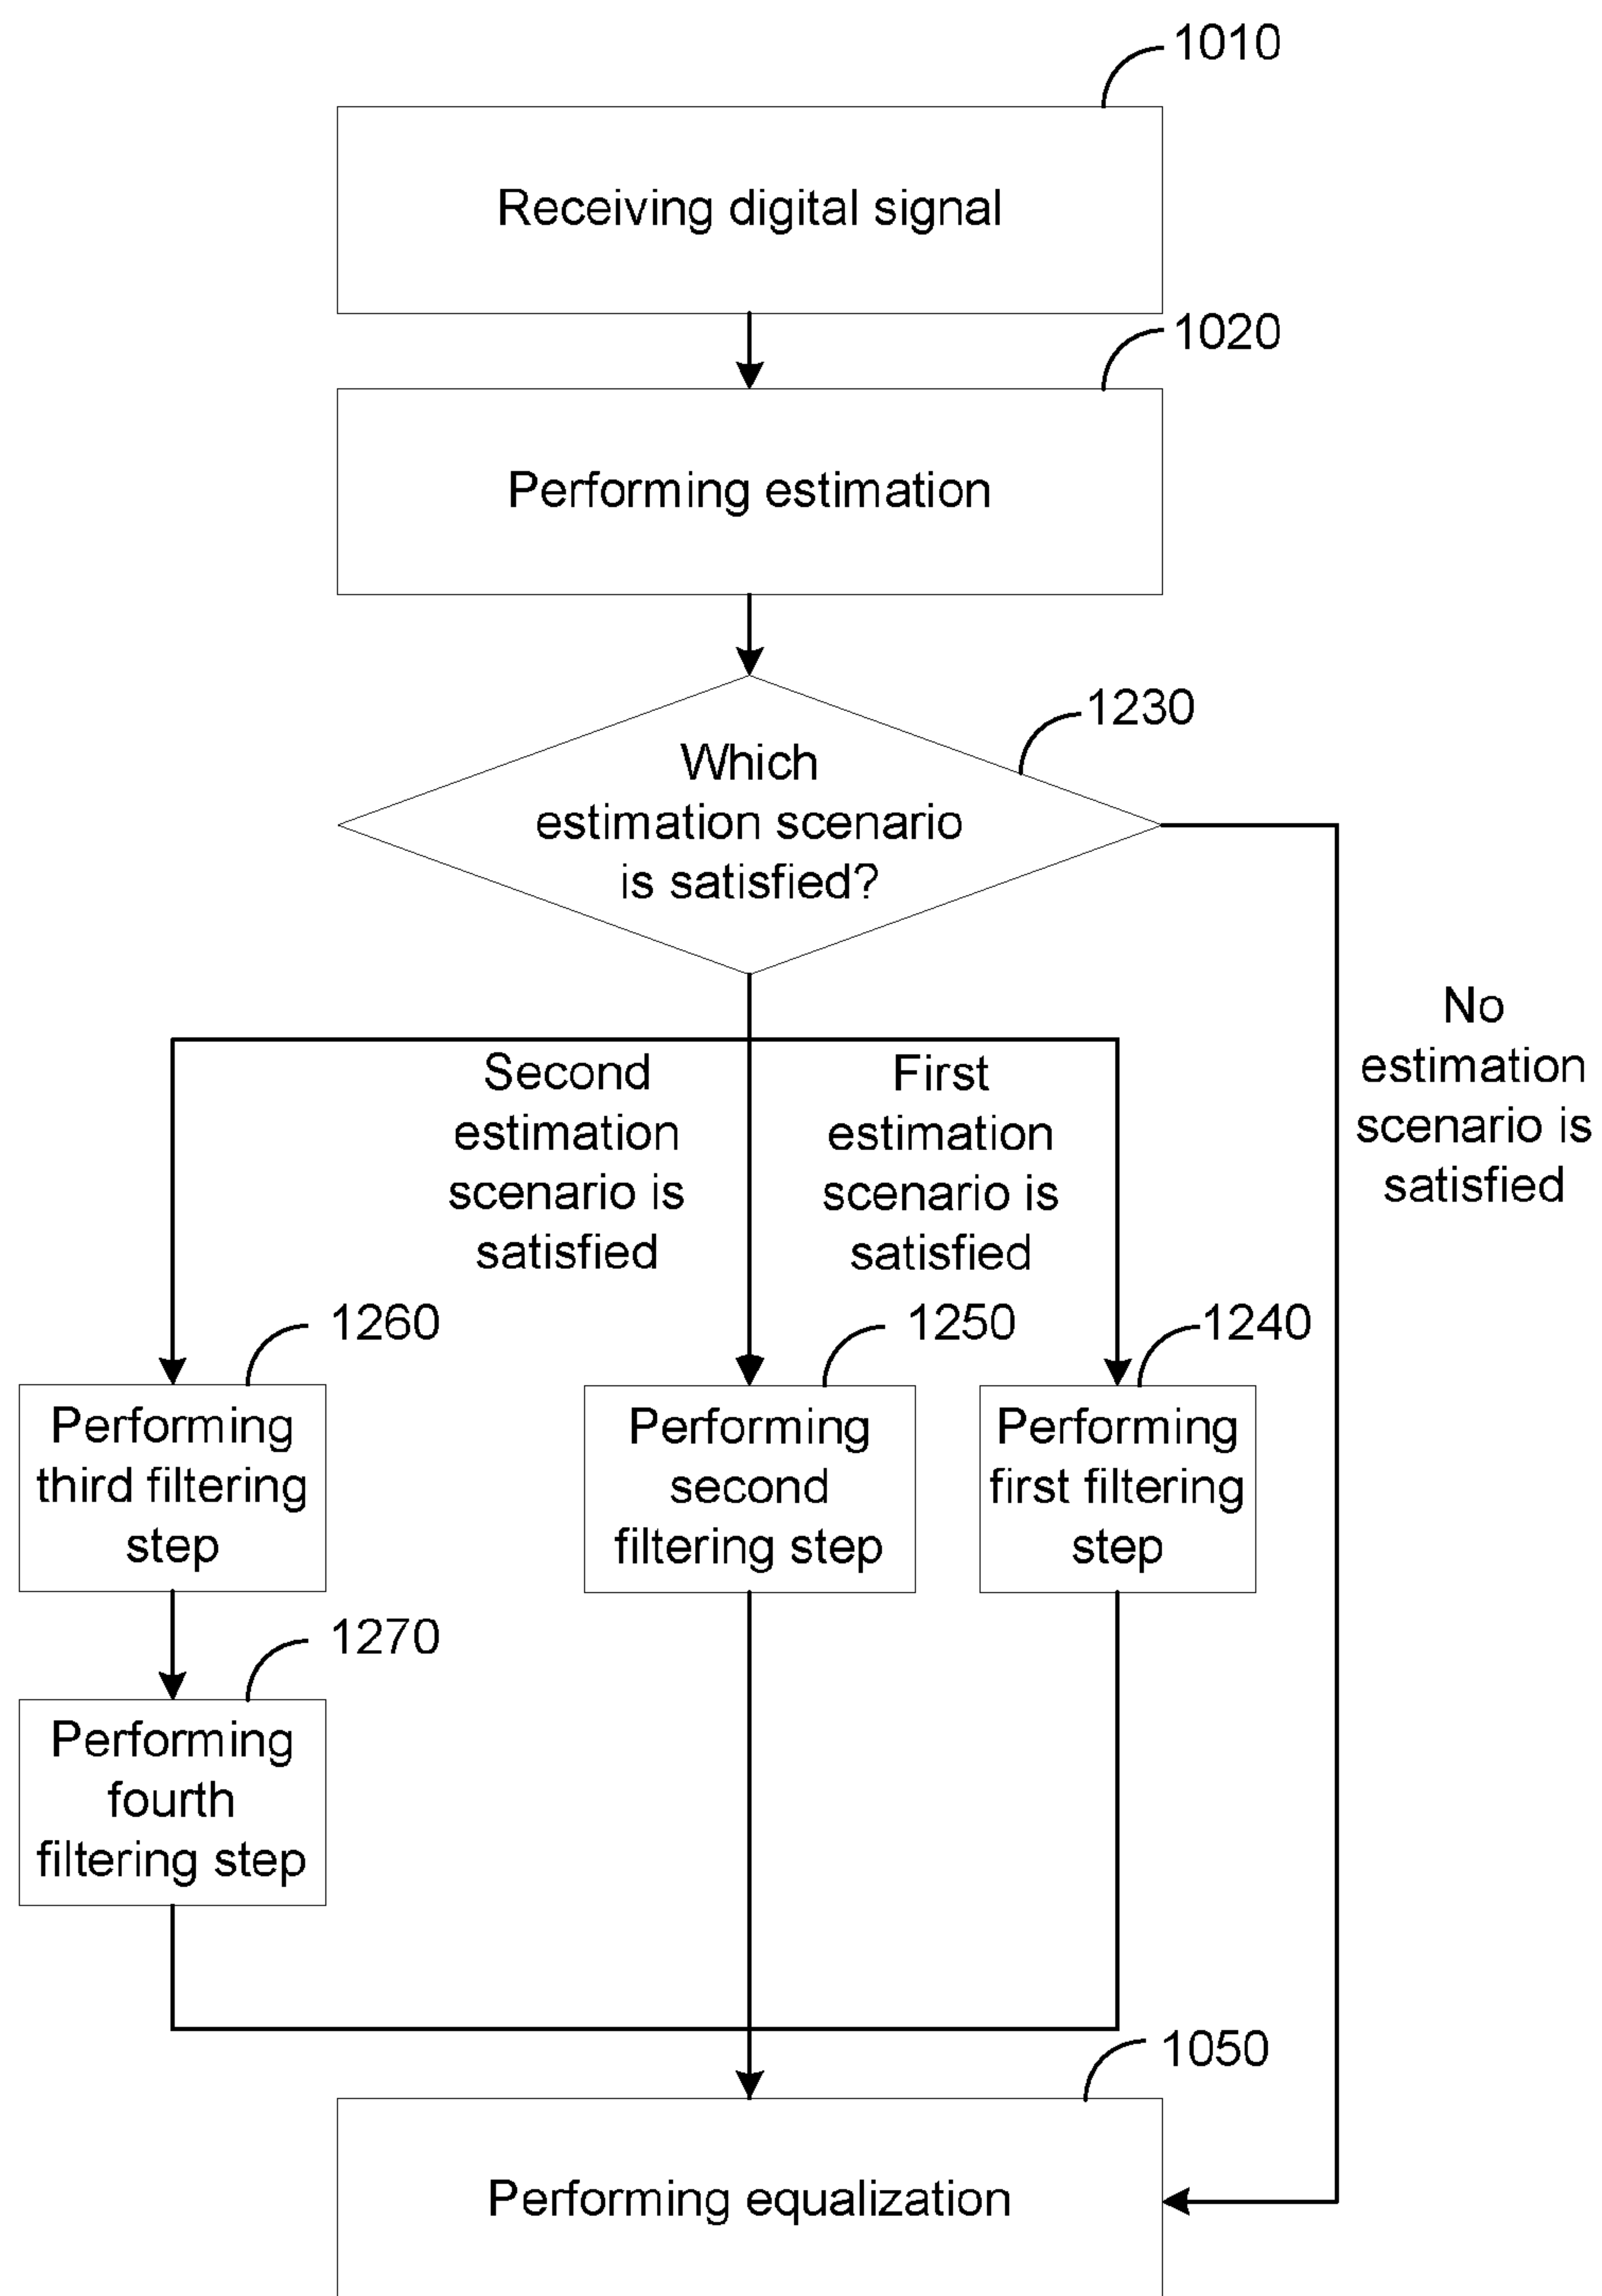 1010
Receiving digital signal
1020
Performing estimation
1230
Which
estimation scenario
is satisfied?
No
estimation
scenario is
satisfied
Second
estimation
scenario is
satisfied
First
estimation
scenario is
satisfied
1260
Performing
third filtering
step
1250
Performing
second
filtering step
1240
Performing
first filtering
step
1270
Performing
fourth
filtering step
1050
Performing equalization